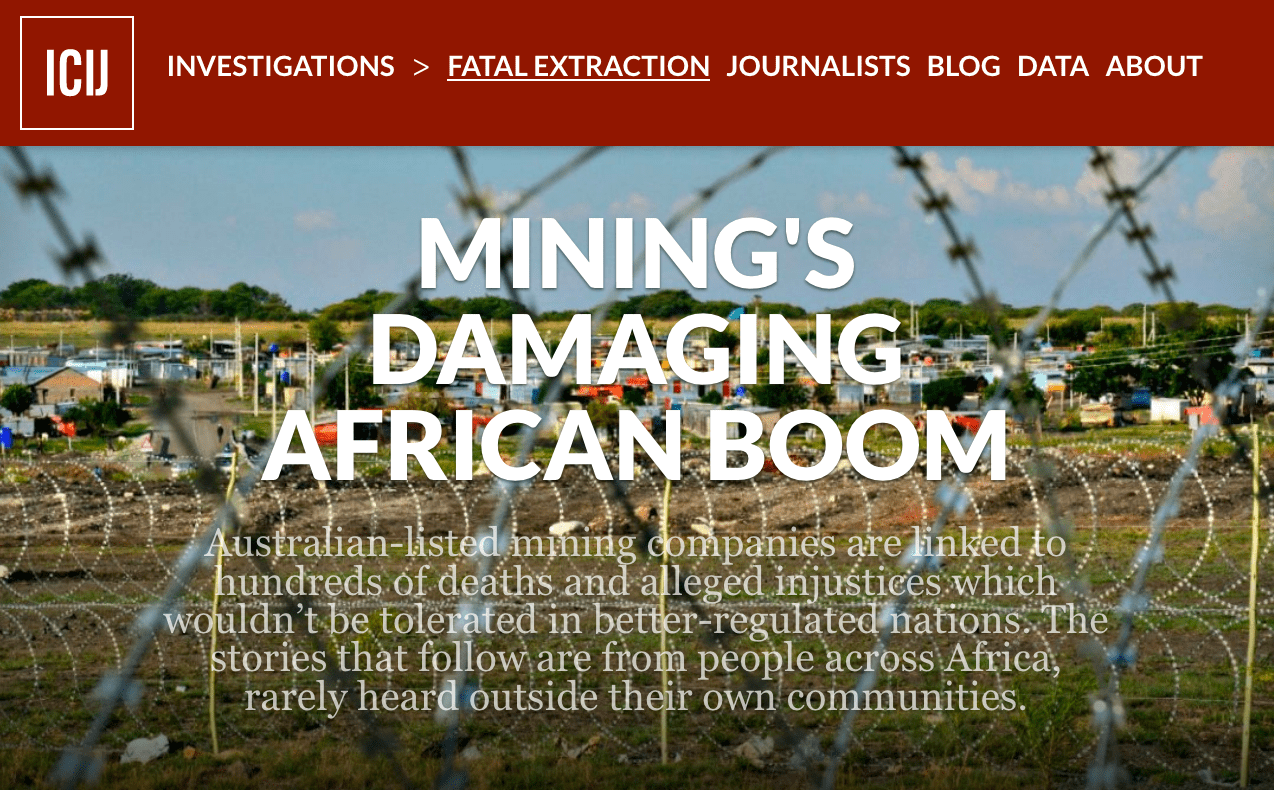 ICIJ
INVESTIGATIONS > FATAL EXTRACTION JOURNALISTS BLOG DATA ABOUT
MINING'S
DAMAGING
AFRICAN BOOM
Australian-listed mining companies are linked to
hundreds of deaths and alleged injustices which
wouldn’t be tolerated in better-regulated nations. The
stories that follow are from people across Africa,
rarely heard outside their own communities.